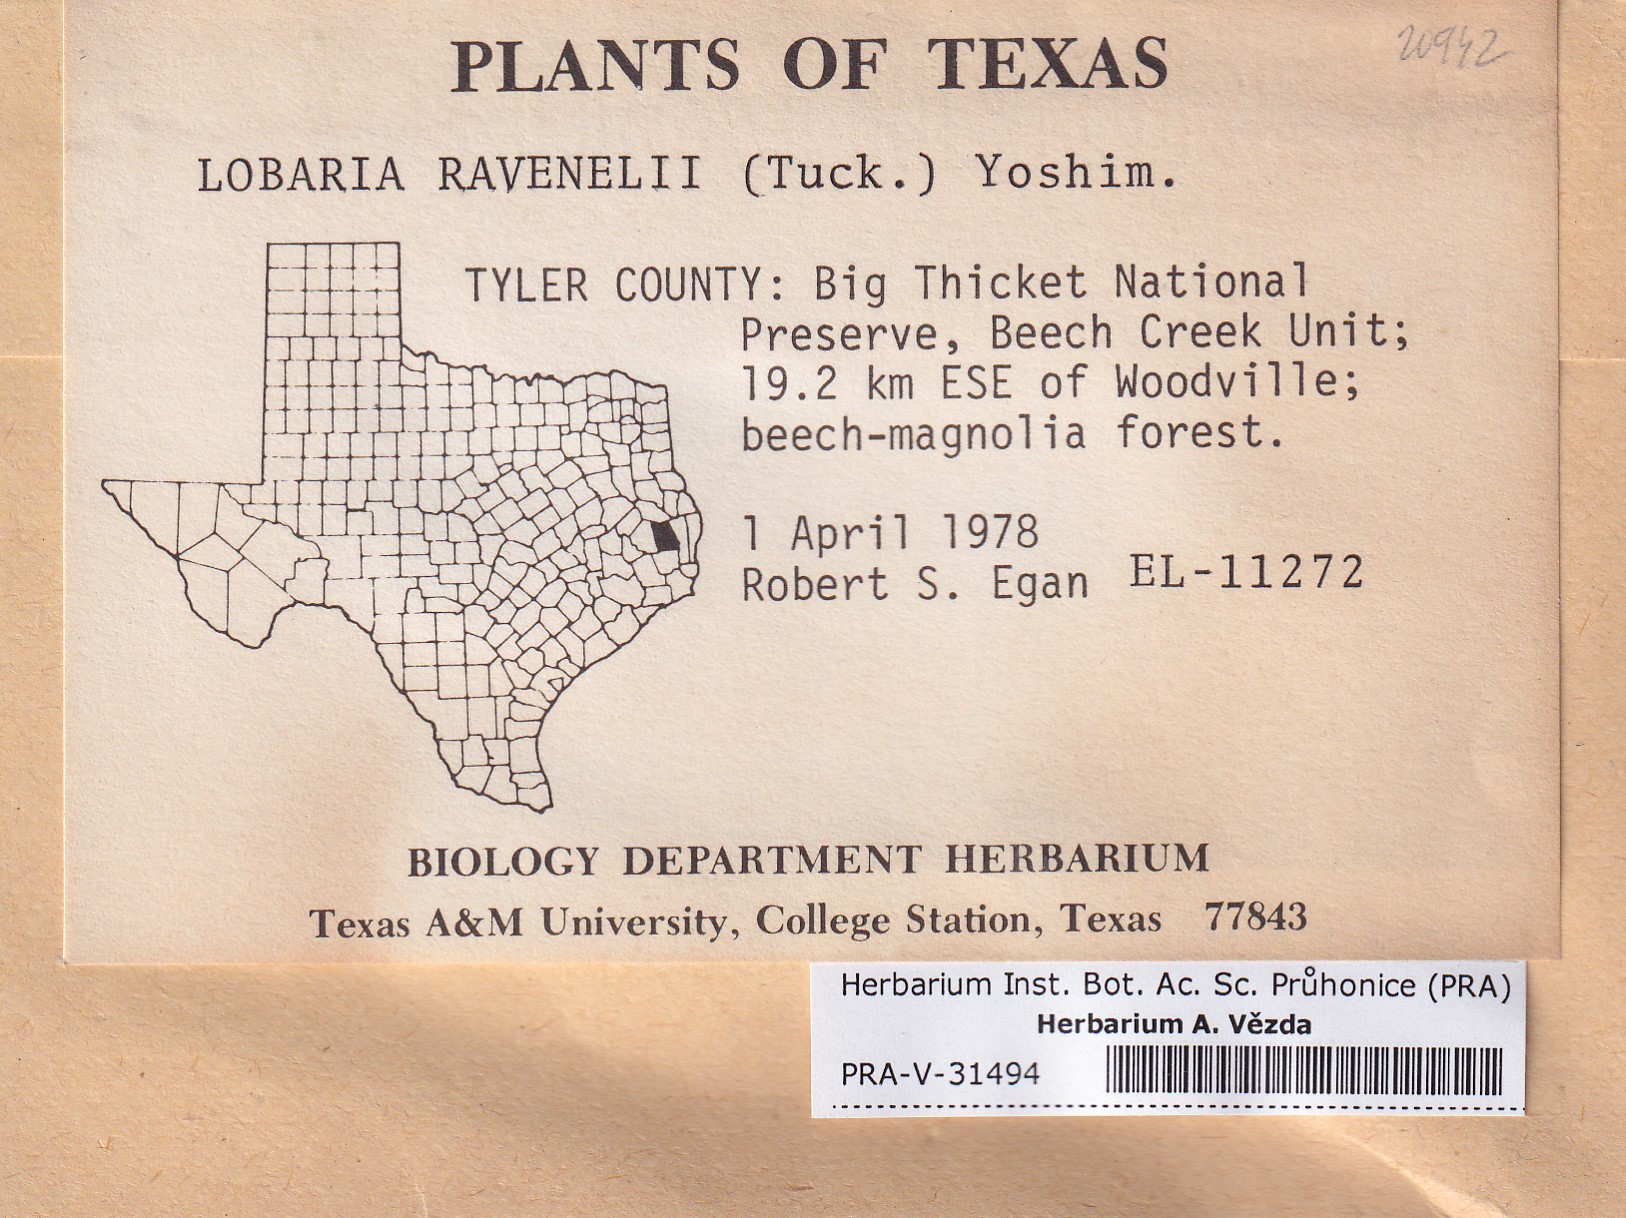 PLANTS OF TEXAS
20942
LOBARIA RAVENELII (Tuck.) Yoshim.
TYLER COUNTY: Big Thicket National
Preserve, Beech Creek Unit;
19.2 km ESE of Woodville;
beech-magnolia forest.
1 April 1978
Robert S. Egan EL-11272
BIOLOGY DEPARTMENT HERBARIUM
Texas A&M University, College Station, Texas 77843
Herbarium Inst. Bot. Ac. Sc. Průhonice (PRA)
Herbarium A. Vězda
PRA-V-31494